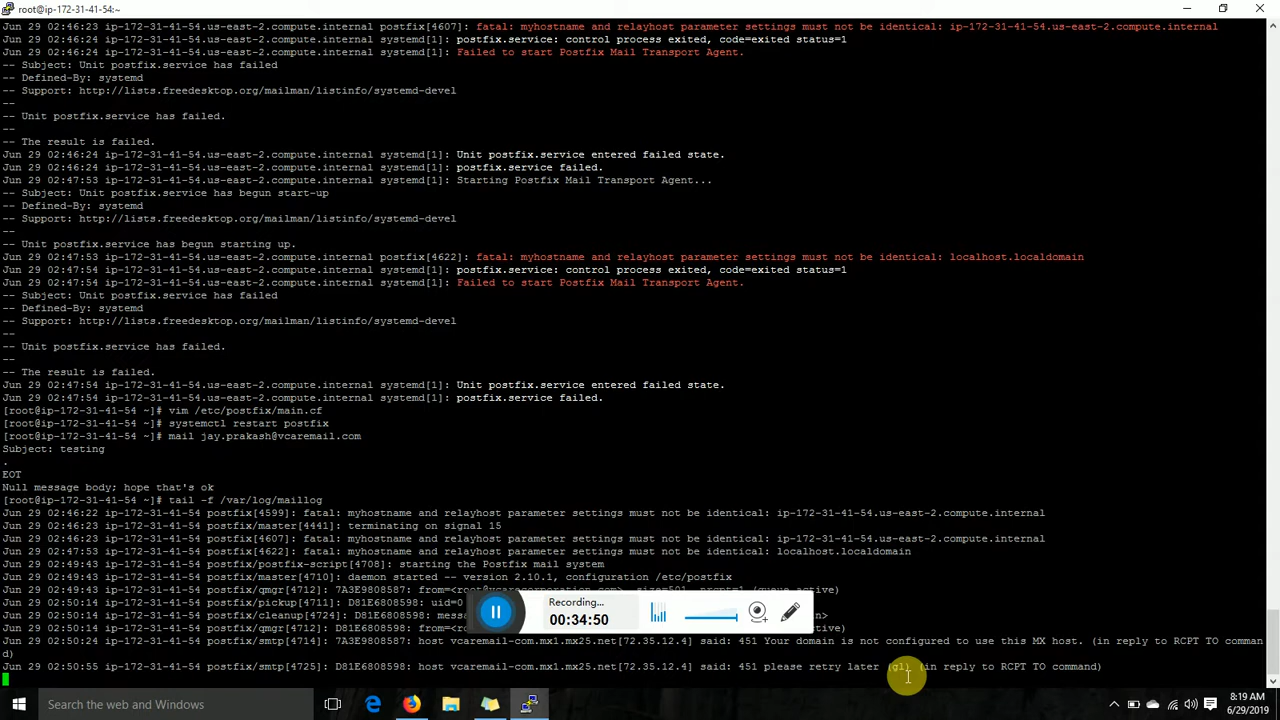 root@ip-172-31-41-54:~
Jun 29 02:46:23 ip-172-31-41-54.us-east-2.compute.internal postfix[4607]: fatal: myhostname and relayhost parameter settings must not be identical: ip-172-31-41-54.us-east-2.compute.internal
Jun 29 02:46:24 ip-172-31-41-54.us-east-2.compute.internal systemd[1]: postfix.service: control process exited, code=exited status=1
Jun 29 02:46:24 ip-172-31-41-54.us-east-2.compute.internal systemd[1]: Failed to start Postfix Mail Transport Agent.
-- Subject: Unit postfix.service has failed
-- Defined-By: systemd
-- Support: http://lists.freedesktop.org/mailman/listinfo/systemd-devel
--
-- Unit postfix.service has failed.
--
-- The result is failed.
Jun 29 02:46:24 ip-172-31-41-54.us-east-2.compute.internal systemd[1]: Unit postfix.service entered failed state.
Jun 29 02:46:24 ip-172-31-41-54.us-east-2.compute.internal systemd[1]: postfix.service failed.
Jun 29 02:47:53 ip-172-31-41-54.us-east-2.compute.internal systemd[1]: Starting Postfix Mail Transport Agent...
-- Subject: Unit postfix.service has begun start-up
-- Defined-By: systemd
-- Support: http://lists.freedesktop.org/mailman/listinfo/systemd-devel
--
-- Unit postfix.service has begun starting up.
Jun 29 02:47:53 ip-172-31-41-54.us-east-2.compute.internal postfix[4622]: fatal: myhostname and relayhost parameter settings must not be identical: localhost.localdomain
Jun 29 02:47:54 ip-172-31-41-54.us-east-2.compute.internal systemd[1]: postfix.service: control process exited, code=exited status=1
Jun 29 02:47:54 ip-172-31-41-54.us-east-2.compute.internal systemd[1]: Failed to start Postfix Mail Transport Agent.
-- Subject: Unit postfix.service has failed
-- Defined-By: systemd
-- Support: http://lists.freedesktop.org/mailman/listinfo/systemd-devel
--
-- Unit postfix.service has failed.
--
-- The result is failed.
Jun 29 02:47:54 ip-172-31-41-54.us-east-2.compute.internal systemd[1]: Unit postfix.service entered failed state.
Jun 29 02:47:54 ip-172-31-41-54.us-east-2.compute.internal systemd[1]: postfix.service failed.
[root@ip-172-31-41-54 ~]# vim /etc/postfix/main.cf
[root@ip-172-31-41-54 ~]# systemctl restart postfix
[root@ip-172-31-41-54 ~]# mail jay.prakash@vcaremail.com
Subject: testing
.
EOT
Null message body; hope that's ok
[root@ip-172-31-41-54 ~]# tail -f /var/log/maillog
Jun 29 02:46:22 ip-172-31-41-54 postfix[4599]: fatal: myhostname and relayhost parameter settings must not be identical: ip-172-31-41-54.us-east-2.compute.internal
Jun 29 02:46:23 ip-172-31-41-54 postfix/master[4441]: terminating on signal 15
Jun 29 02:46:23 ip-172-31-41-54 postfix[4607]: fatal: myhostname and relayhost parameter settings must not be identical: ip-172-31-41-54.us-east-2.compute.internal
Jun 29 02:47:53 ip-172-31-41-54 postfix[4622]: fatal: myhostname and relayhost parameter settings must not be identical: localhost.localdomain
Jun 29 02:49:43 ip-172-31-41-54 postfix/postfix-script[4708]: starting the Postfix mail system
Jun 29 02:49:43 ip-172-31-41-54 postfix/master[4710]: daemon started -- version 2.10.1, configuration /etc/postfix
Jun 29 02:49:43 ip-172-31-41-54 postfix/qmgr[4712]: 7A3E9808587: from=<root@vcarecorporation.com>, size=501, nrcpt=1 (queue active)
Jun 29 02:50:14 ip-172-31-41-54 postfix/pickup[4711]: D81E6808598: uid=0
Jun 29 02:50:14 ip-172-31-41-54 postfix/cleanup[4724]: D81E6808598: mess
Jun 29 02:50:14 ip-172-31-41-54 postfix/qmgr[4712]: D81E6808598: from=<r active)
Jun 29 02:50:24 ip-172-31-41-54 postfix/smtp[4714]: 7A3E9808587: host vcaremail-com.mx1.mx25.net[72.35.12.4] said: 451 Your domain is not configured to use this MX host. (in reply to RCPT TO comman
d)
Jun 29 02:50:55 ip-172-31-41-54 postfix/smtp[4725]: D81E6808598: host vcaremail-com.mx1.mx25.net[72.35.12.4] said: 451 please retry later (gl) (in reply to RCPT TO command)
Recording...
00:34:50
Search the web and Windows
8:19 AM
6/29/2019